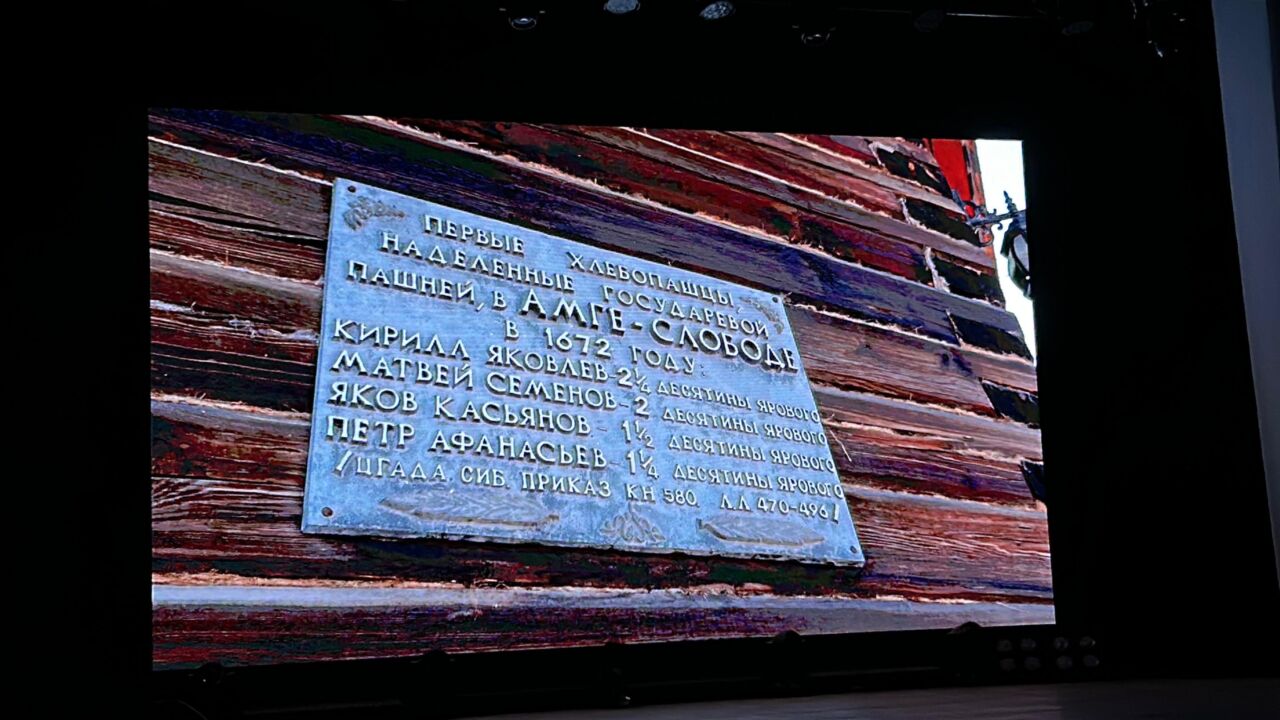 ПЕРВЫЕ ХЛЕБОПАШЦЫ,
НАДЕЛЕННЫЕ ГОСУДАРЕВОЙ
ПАШНЕЙ, В АМГЕ-СЛОБОДЕ
В 1672 ГОДУ:
КИРИЛЛ ЯКОВЛЕВ-2¼ ДЕСЯТИНЫ ЯРОВОГО
МАТВЕЙ СЕМЕНОВ-2 ДЕСЯТИНЫ ЯРОВОГО
ЯКОВ КАСЬЯНОВ- 1½ ДЕСЯТИНЫ ЯРОВОГО
ПЕТР АФАНАСЬЕВ- 1¼ ДЕСЯТИНЫ ЯРОВОГО
/ЦГАДА. СИБ. ПРИКАЗ КН 580. Л.Л 470-496/